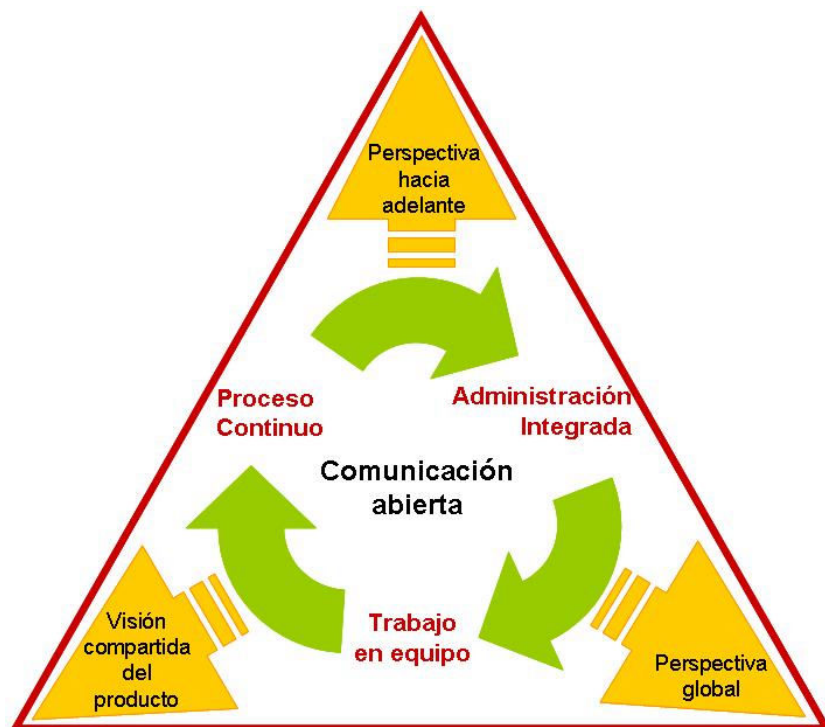 Perspectiva
hacia
adelante
Proceso
Continuo
Administración
Integrada
Comunicación
abierta
Visión
compartida
del
producto
Trabajo
en equipo
Perspectiva
global